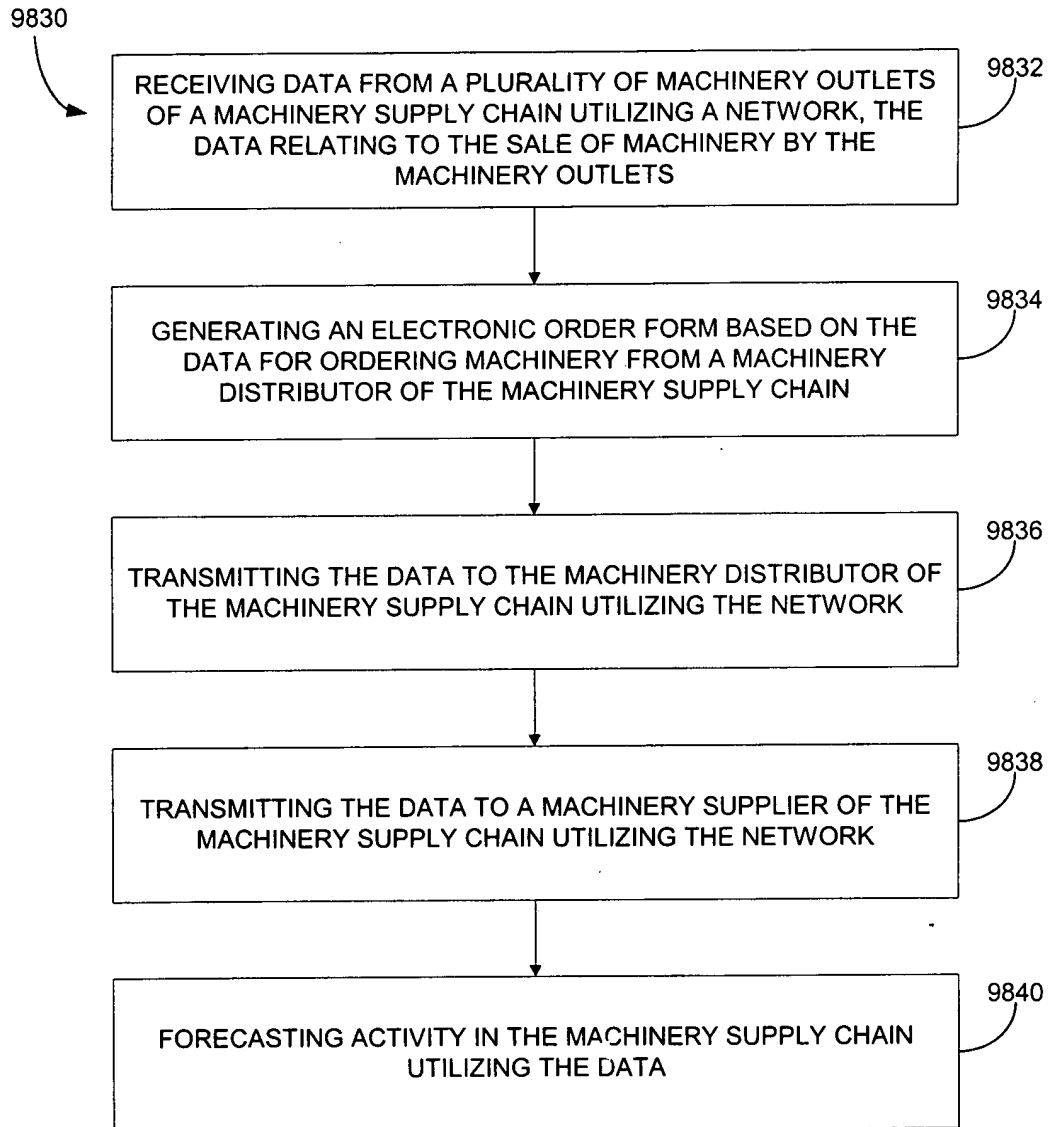 9830
RECEIVING DATA FROM A PLURALITY OF MACHINERY OUTLETS
OF A MACHINERY SUPPLY CHAIN UTILIZING A NETWORK, THE
DATA RELATING TO THE SALE OF MACHINERY BY THE
MACHINERY OUTLETS
9832
GENERATING AN ELECTRONIC ORDER FORM BASED ON THE
DATA FOR ORDERING MACHINERY FROM A MACHINERY
DISTRIBUTOR OF THE MACHINERY SUPPLY CHAIN
9834
TRANSMITTING THE DATA TO THE MACHINERY DISTRIBUTOR OF
THE MACHINERY SUPPLY CHAIN UTILIZING THE NETWORK
9836
TRANSMITTING THE DATA TO A MACHINERY SUPPLIER OF THE
MACHINERY SUPPLY CHAIN UTILIZING THE NETWORK
9838
FORECASTING ACTIVITY IN THE MACHINERY SUPPLY CHAIN
UTILIZING THE DATA
9840